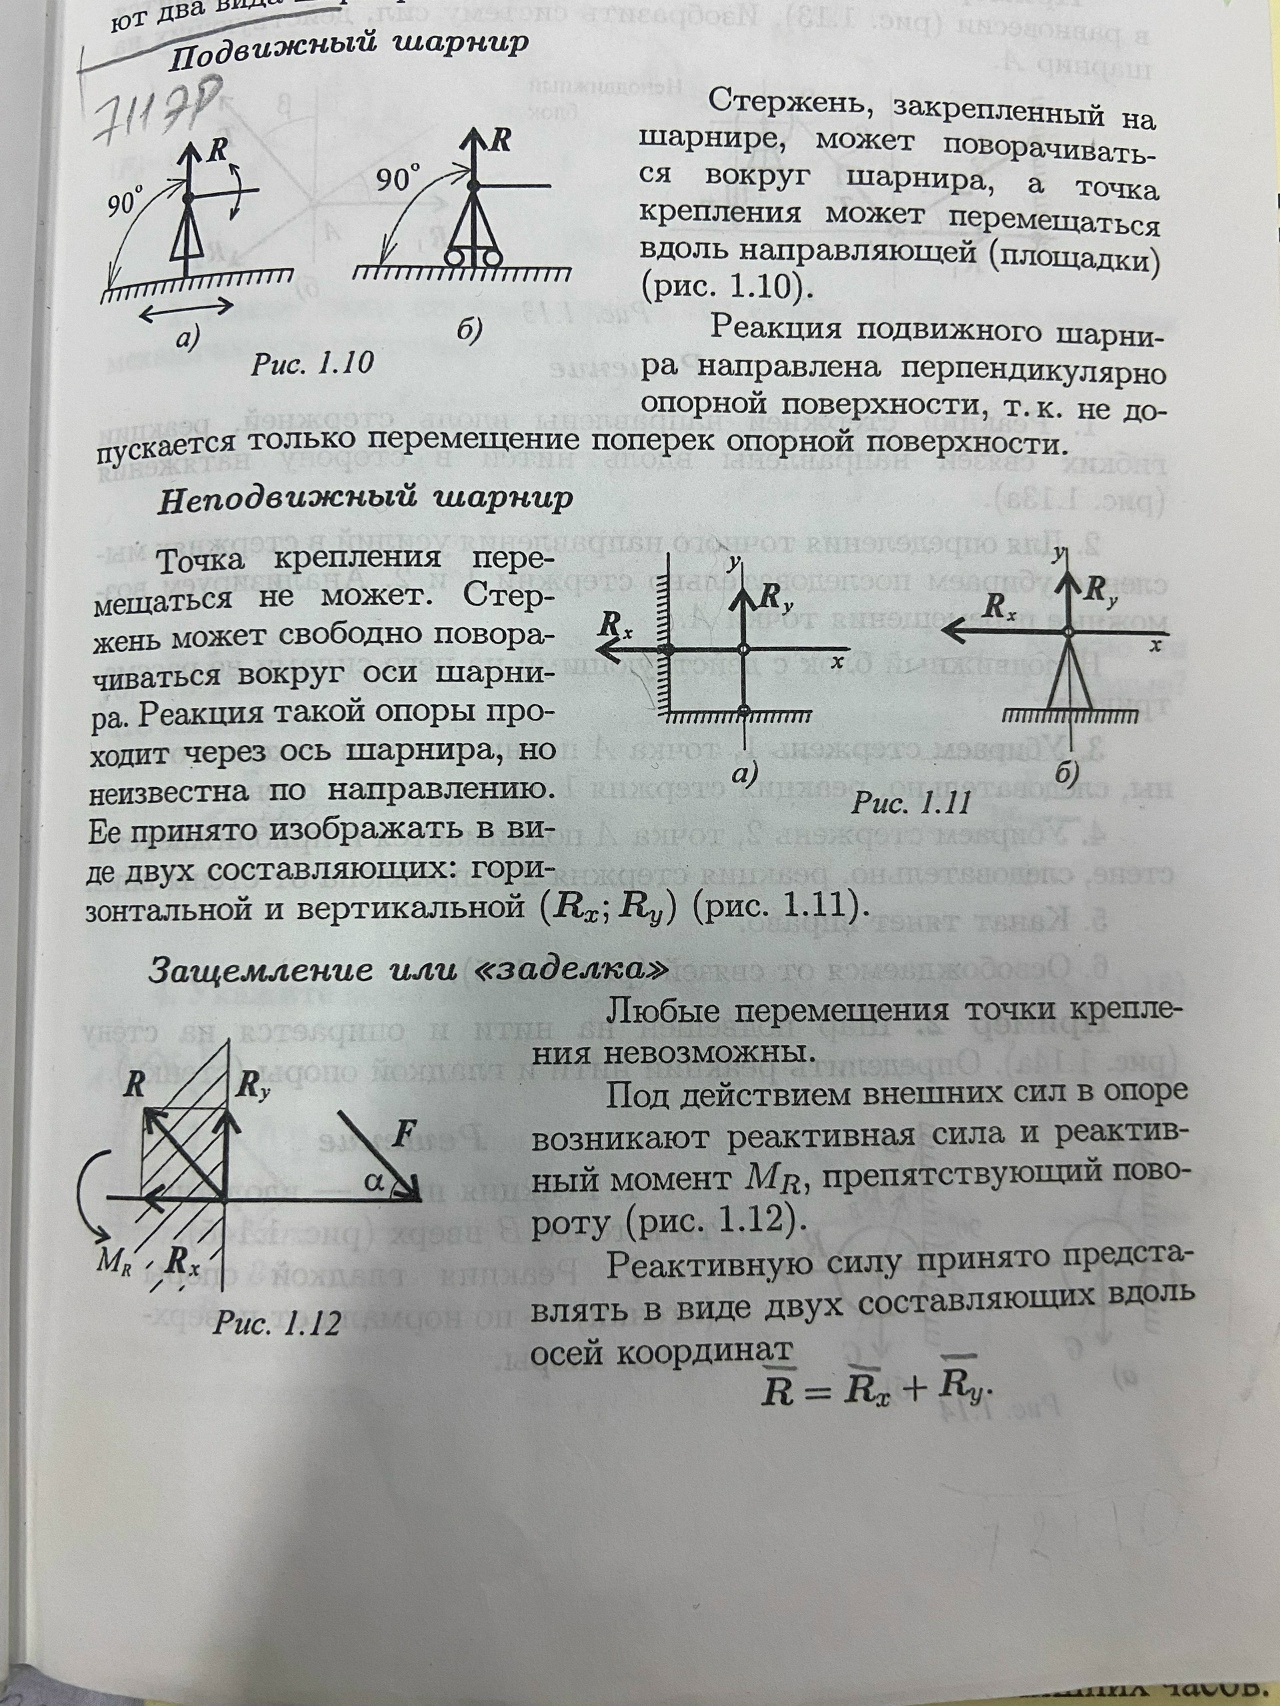 ют два вида
Подвижный шарнир
R
90°
R
90°
а)
б)
Рис. 1.10
Стержень, закрепленный на
шарнире, может поворачивать-
ся вокруг шарнира, а точка
крепления может перемещаться
вдоль направляющей (площадки)
(рис. 1.10).
Реакция подвижного шарни-
ра направлена перпендикулярно
опорной поверхности, т. к. не до-
пускается только перемещение поперек опорной поверхности.
Неподвижный шарнир
Точка крепления пере-
мещаться не может. Стер-
жень может свободно повора-
чиваться вокруг оси шарни-
ра. Реакция такой опоры про-
ходит через ось шарнира, но
неизвестна по направлению.
Ее принято изображать в ви-
де двух составляющих: гори-
зонтальной и вертикальной (Rx; Ry) (рис. 1.11).
y
Ry
Rx
x
а)
y
Ry
Rx
x
б)
Рис. 1.11
Защемление или «заделка»
R
Ry
F
α
MR
Rx
Рис. 1.12
Любые перемещения точки крепле-
ния невозможны.
Под действием внешних сил в опоре
возникают реактивная сила и реактив-
ный момент MR, препятствующий пово-
роту (рис. 1.12).
Реактивную силу принято предста-
влять в виде двух составляющих вдоль
осей координат
R̅ = R̅x + R̅y.
часов.